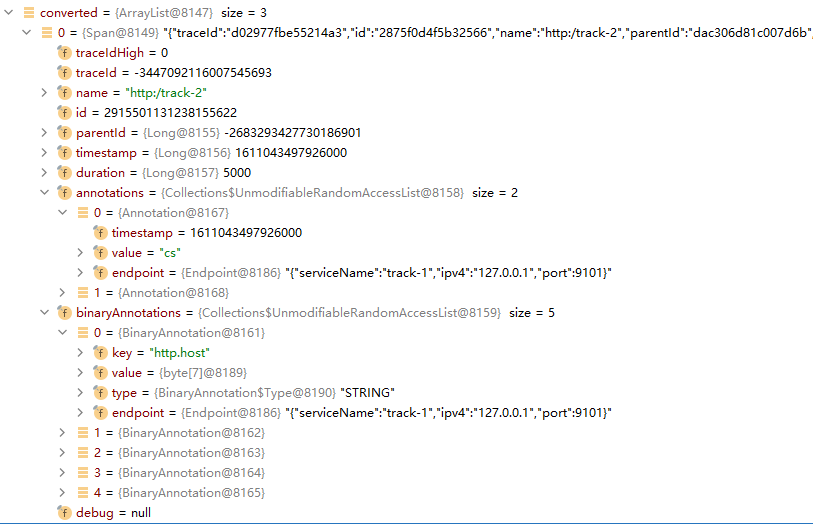 converted = {ArrayList@8147} size = 3
0 = {Span@8149} "{"traceId":"d02977fbe55214a3","id":"2875f0d4f5b32566","name":"http:/track-2","parentId":"dac306d81c007d6b",
f traceIdHigh = 0
f traceId = -3447092116007545693
f name = "http:/track-2"
f id = 2915501131238155622
f parentId = {Long@8155} -2683293427730186901
f timestamp = {Long@8156} 1611043497926000
f duration = {Long@8157} 5000
f annotations = {Collections$UnmodifiableRandomAccessList@8158} size = 2
0 = {Annotation@8167}
f timestamp = 1611043497926000
f value = "cs"
f endpoint = {Endpoint@8186} "{"serviceName":"track-1","ipv4":"127.0.0.1","port":9101}"
1 = {Annotation@8168}
f binaryAnnotations = {Collections$UnmodifiableRandomAccessList@8159} size = 5
0 = {BinaryAnnotation@8161}
f key = "http.host"
f value = {byte[7]@8189}
f type = {BinaryAnnotation$Type@8190} "STRING"
f endpoint = {Endpoint@8186} "{"serviceName":"track-1","ipv4":"127.0.0.1","port":9101}"
1 = {BinaryAnnotation@8162}
2 = {BinaryAnnotation@8163}
3 = {BinaryAnnotation@8164}
4 = {BinaryAnnotation@8165}
f debug = null